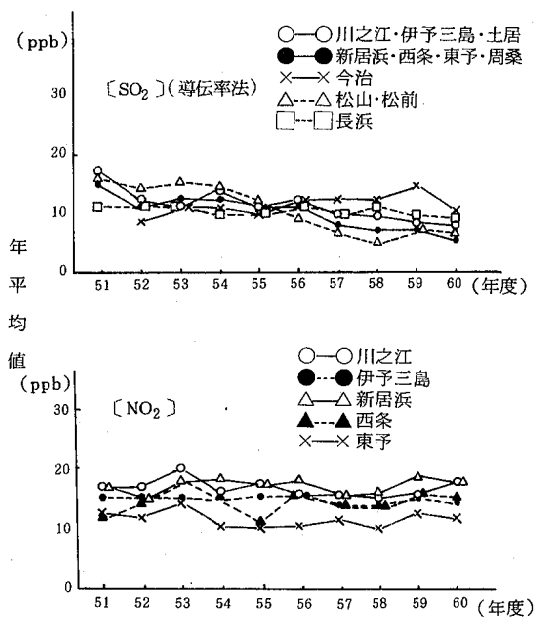 (ppb)
30
20
10
0
〔SO₂〕(導伝率法)
川之江・伊予三島・土居
新居浜・西条・東予・周桑
今治
松山・松前
長浜
51 52 53 54 55 56 57 58 59 60 (年度)
年平均値
(ppb)
30
20
10
0
〔NO₂〕
川之江
伊予三島
新居浜
西条
東予
51 52 53 54 55 56 57 58 59 60 (年度)